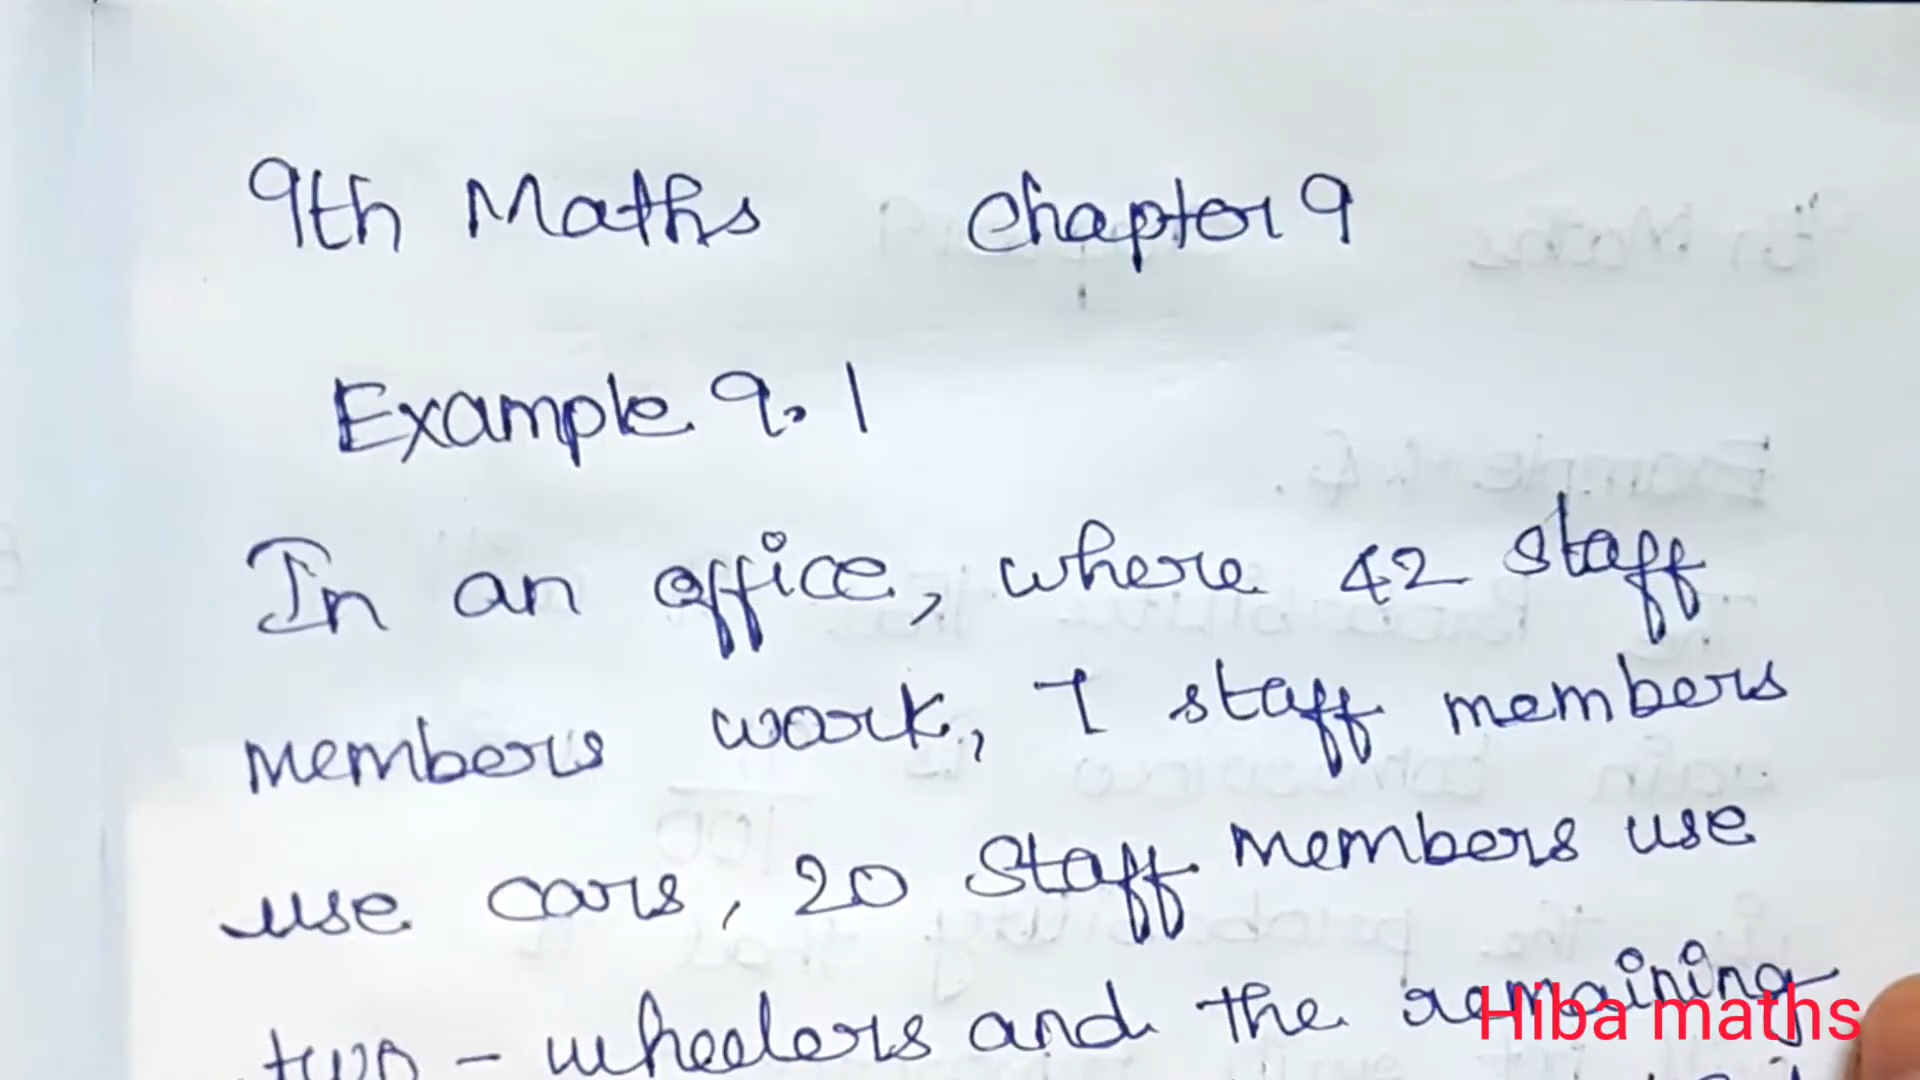 9th Maths Chapter 9
Example 9.1
In an office, where 42 staff
members work, 7 staff members
use cars, 20 staff members use
two-wheelers and the remaining
Hiba maths